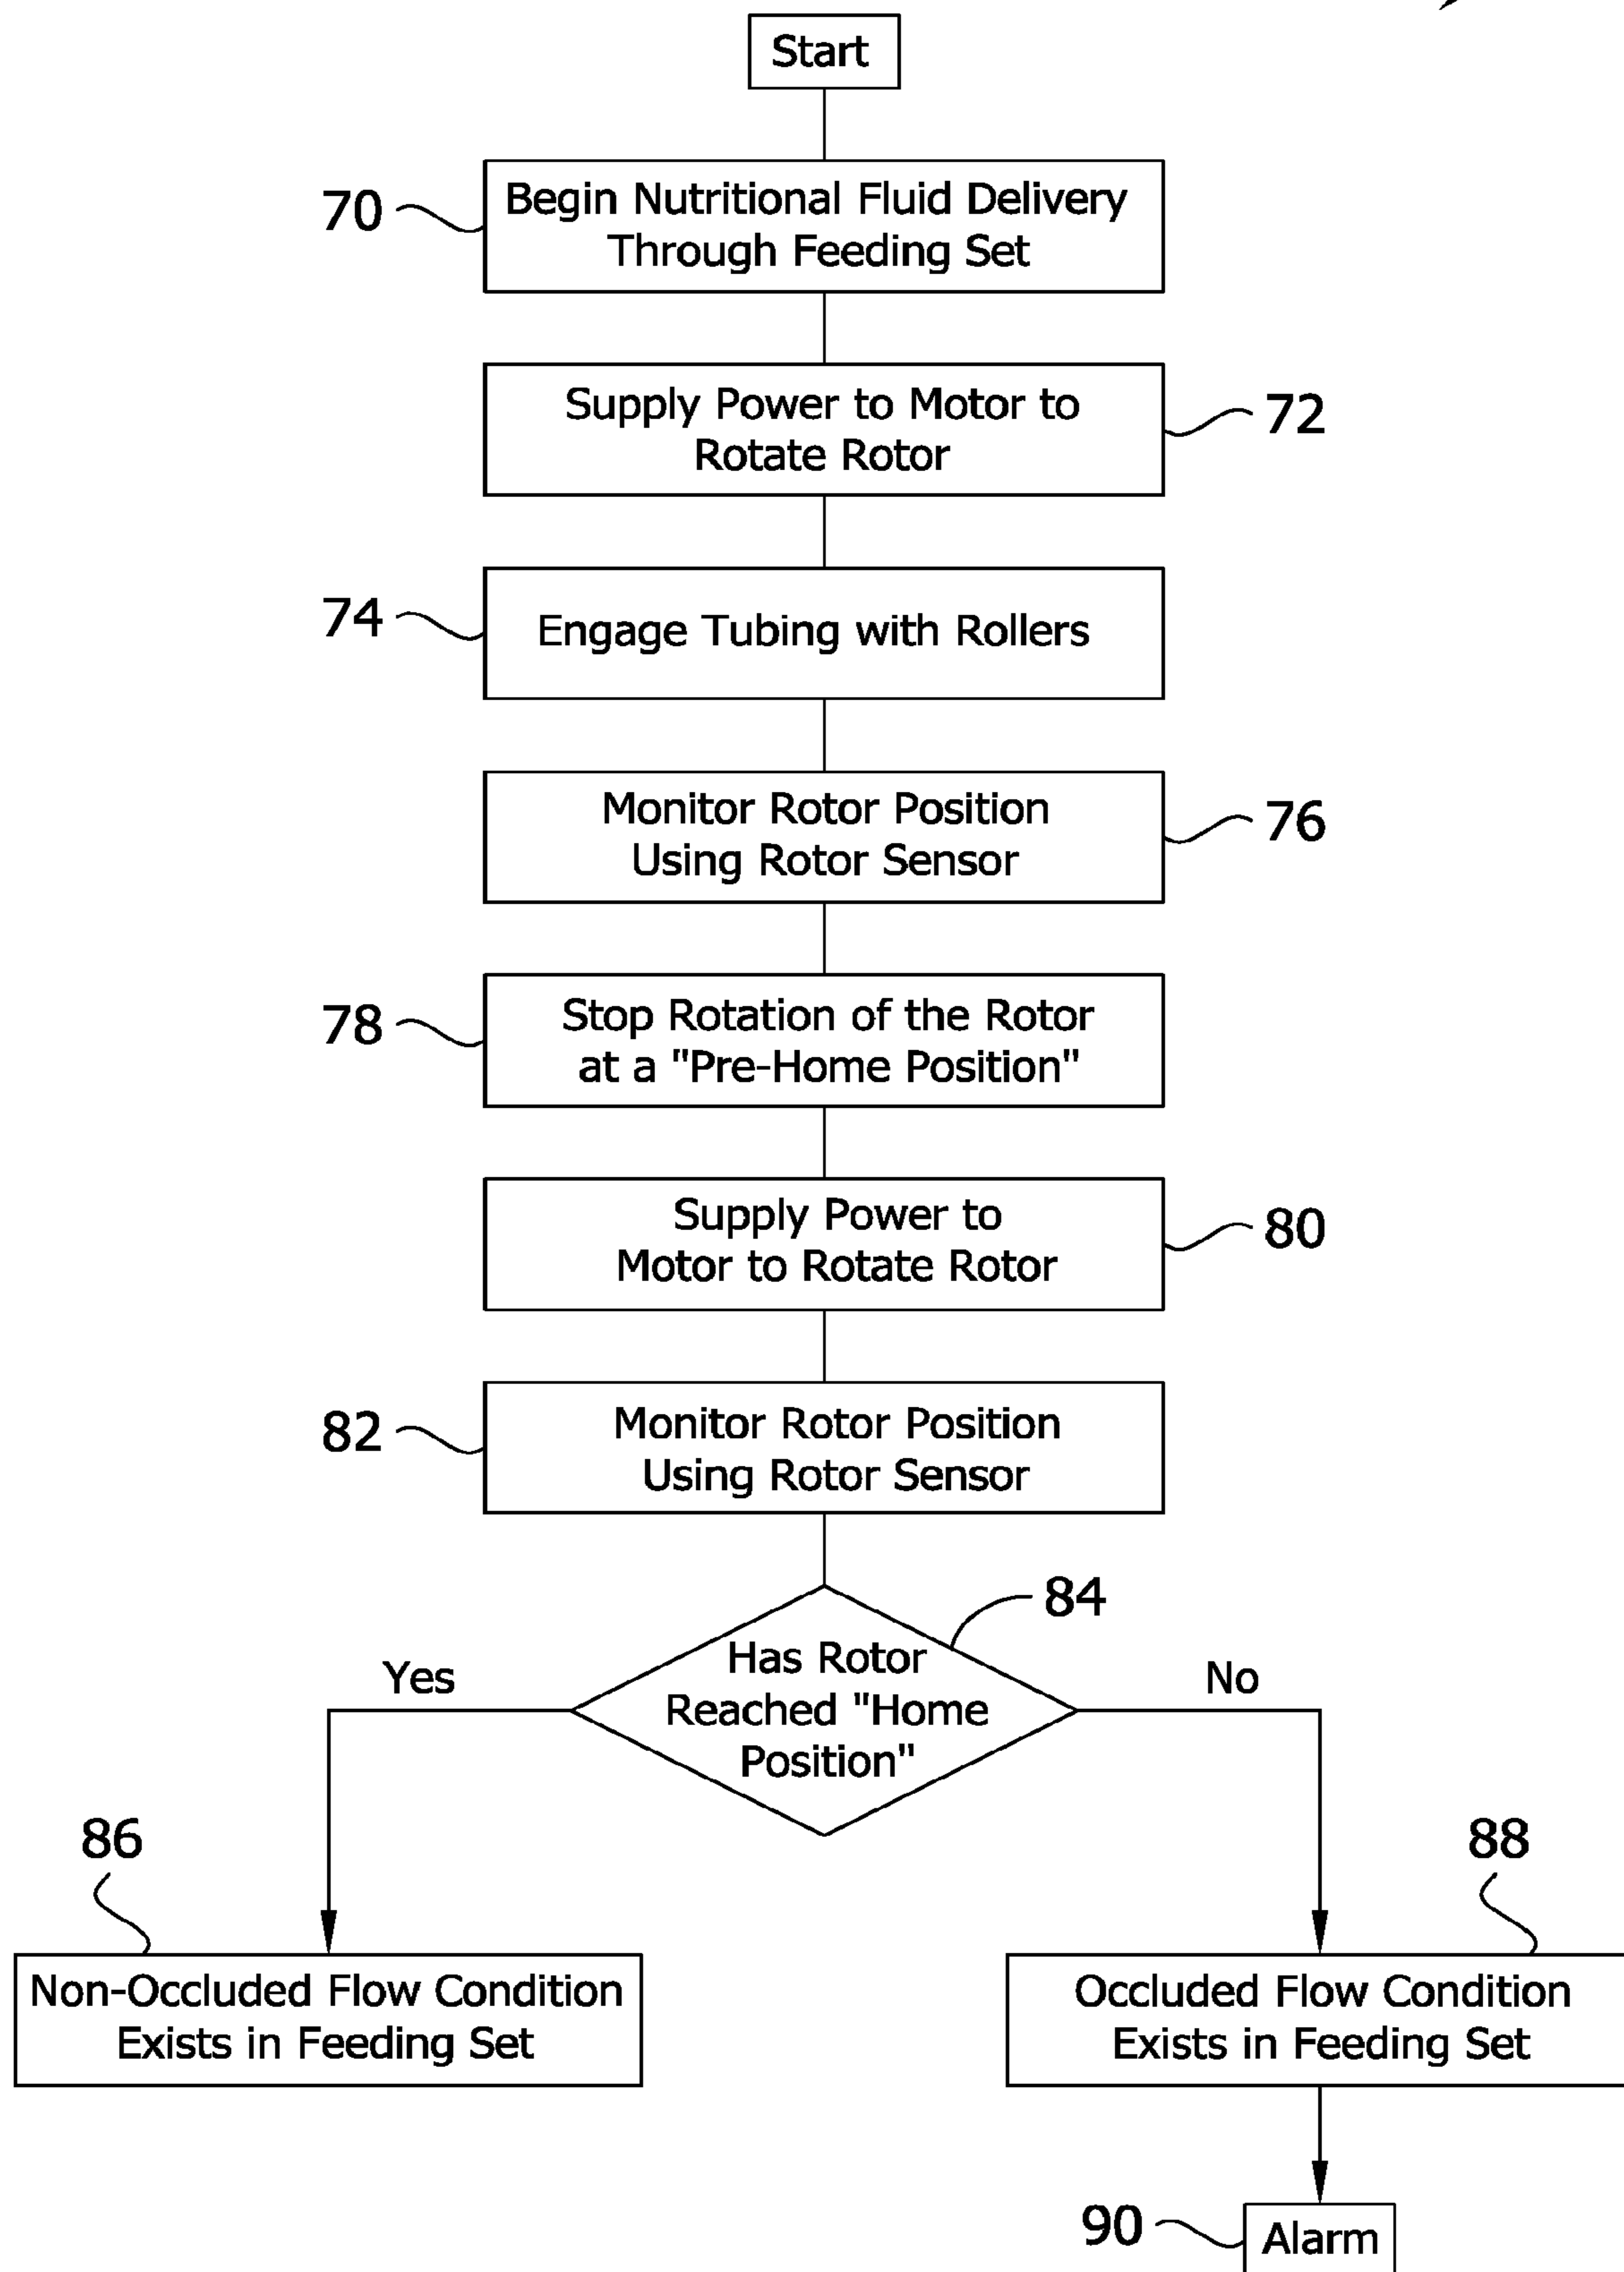 Start
70
Begin Nutritional Fluid Delivery
Through Feeding Set
Supply Power to Motor to
Rotate Rotor
72
74
Engage Tubing with Rollers
Monitor Rotor Position
Using Rotor Sensor
76
78
Stop Rotation of the Rotor
at a "Pre-Home Position"
Supply Power to
Motor to Rotate Rotor
80
82
Monitor Rotor Position
Using Rotor Sensor
84
Has Rotor
Reached "Home
Position"
Yes
No
86
88
Non-Occluded Flow Condition
Exists in Feeding Set
Occluded Flow Condition
Exists in Feeding Set
90
Alarm